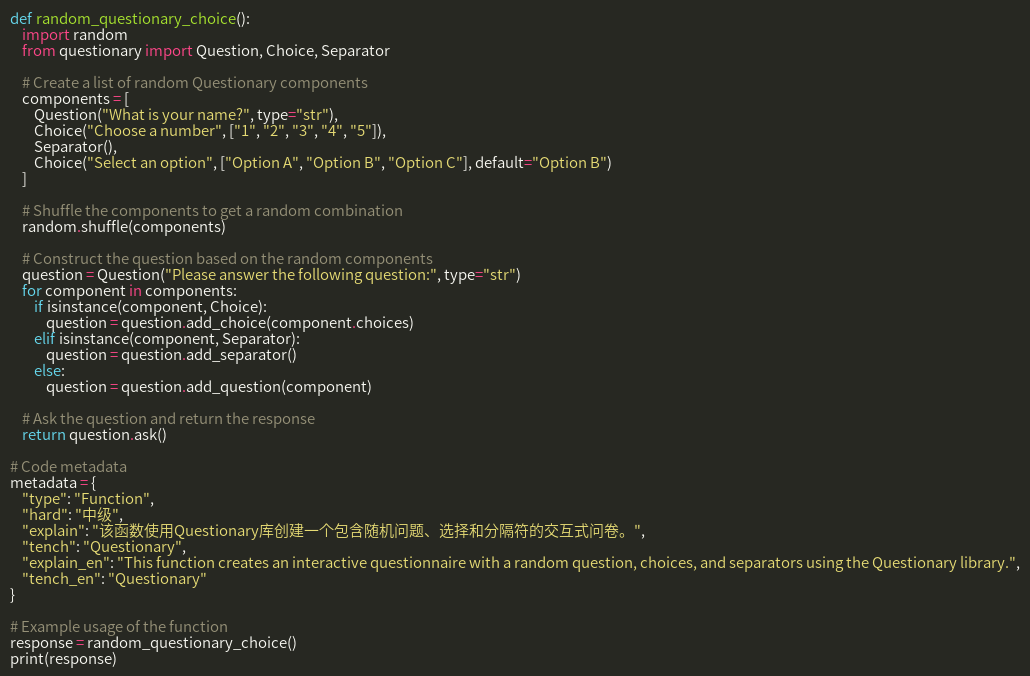 def random_questionary_choice():
    import random
    from questionary import Question, Choice, Separator

    # Create a list of random Questionary components
    components = [
        Question("What is your name?", type="str"),
        Choice("Choose a number", ["1", "2", "3", "4", "5"]),
        Separator(),
        Choice("Select an option", ["Option A", "Option B", "Option C"], default="Option B")
    ]

    # Shuffle the components to get a random combination
    random.shuffle(components)

    # Construct the question based on the random components
    question = Question("Please answer the following question:", type="str")
    for component in components:
        if isinstance(component, Choice):
            question = question.add_choice(component.choices)
        elif isinstance(component, Separator):
            question = question.add_separator()
        else:
            question = question.add_question(component)

    # Ask the question and return the response
    return question.ask()

# Code metadata
metadata = {
    "type": "Function",
    "hard": "中级",
    "explain": "该函数使用Questionary库创建一个包含随机问题、选择和分隔符的交互式问卷。",
    "tench": "Questionary",
    "explain_en": "This function creates an interactive questionnaire with a random question, choices, and separators using the Questionary library.",
    "tench_en": "Questionary"
}

# Example usage of the function
response = random_questionary_choice()
print(response)